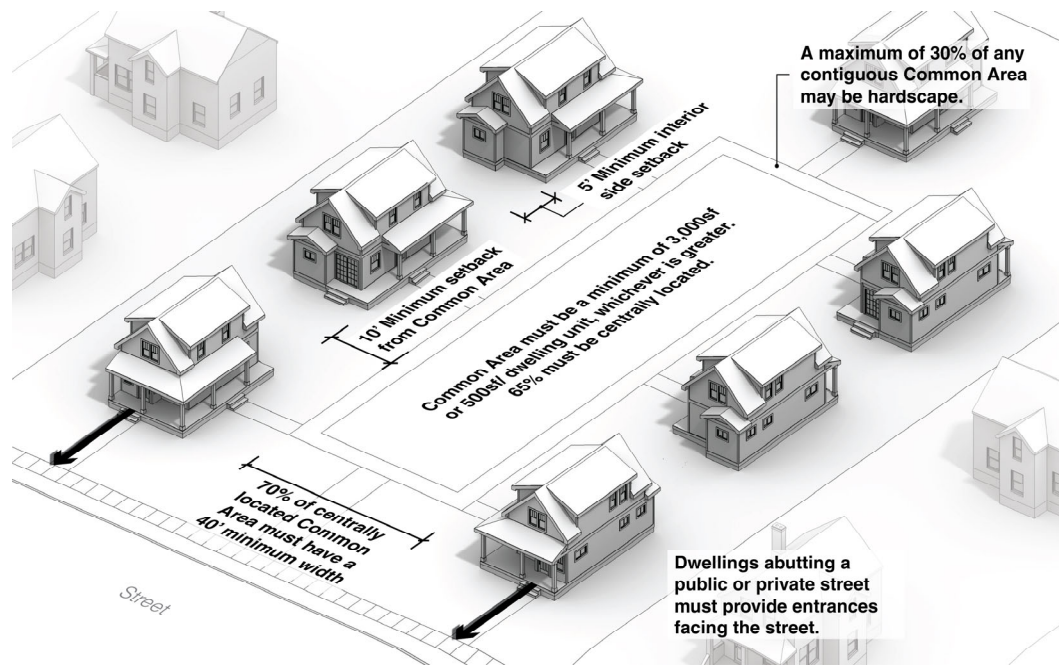 A maximum of 30% of any
contiguous Common Area
may be hardscape.
5' Minimum interior
side setback
10' Minimum setback
from Common Area
Common Area must be a minimum of 3,000sf
or 500sf/ dwelling unit, whichever is greater.
65% must be centrally located.
70% of centrally
located Common
Area must have a
40' minimum width
Dwellings abutting a
public or private street
must provide entrances
facing the street.
Street